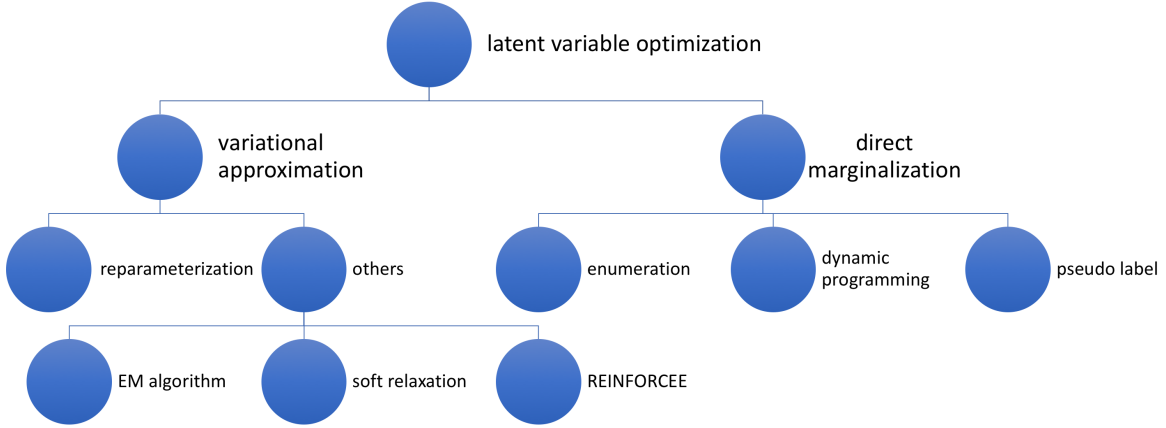 latent variable optimization
variational
approximation
direct
marginalization
reparameterization
others
enumeration
dynamic
programming
pseudo label
EM algorithm
soft relaxation
REINFORCEE